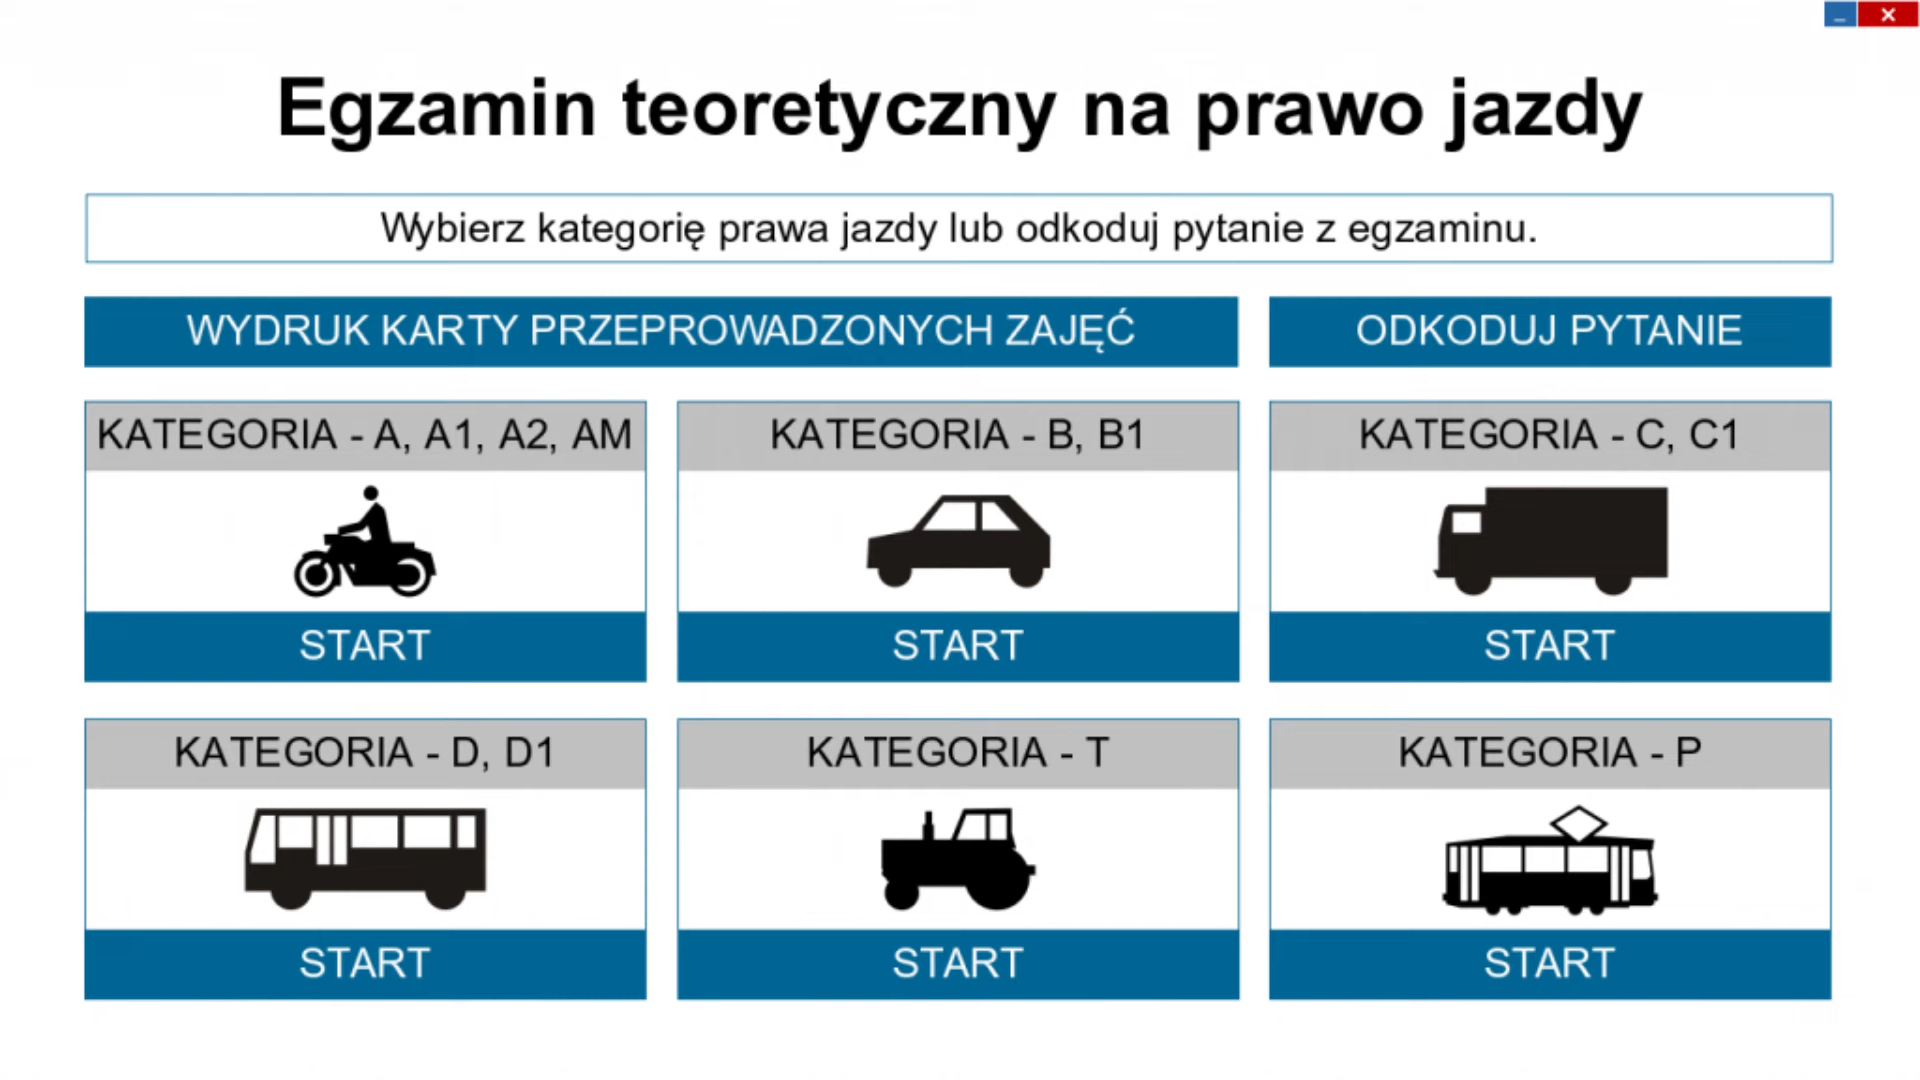 Egzamin teoretyczny na prawo jazdy
Wybierz kategorię prawa jazdy lub odkoduj pytanie z egzaminu.
WYDRUK KARTY PRZEPROWADZONYCH ZAJĘĆ
ODKODUJ PYTANIE
KATEGORIA - A, A1, A2, AM
START
KATEGORIA - B, B1
START
KATEGORIA - C, C1
START
KATEGORIA - D, D1
START
KATEGORIA - T
START
KATEGORIA - P
START